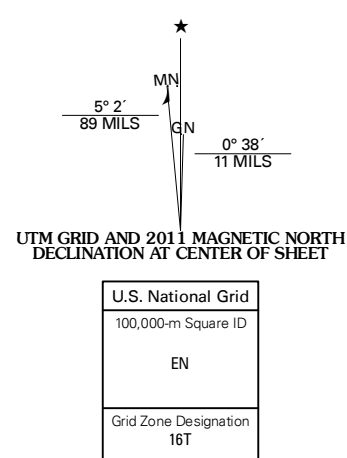 ★
MN
5° 2´
89 MILS
GN
0° 38´
11 MILS
UTM GRID AND 2011 MAGNETIC NORTH
DECLINATION AT CENTER OF SHEET
U.S. National Grid
100,000-m Square ID
EN
Grid Zone Designation
16T